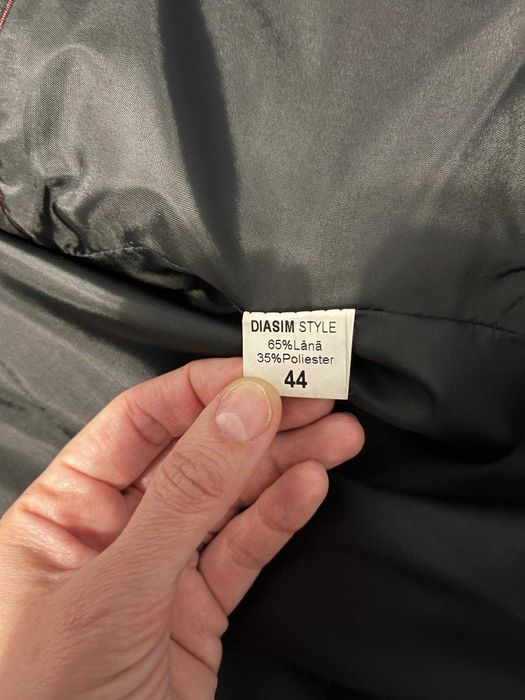 DIASIM STYLE
65%Lână
35%Poliester
44